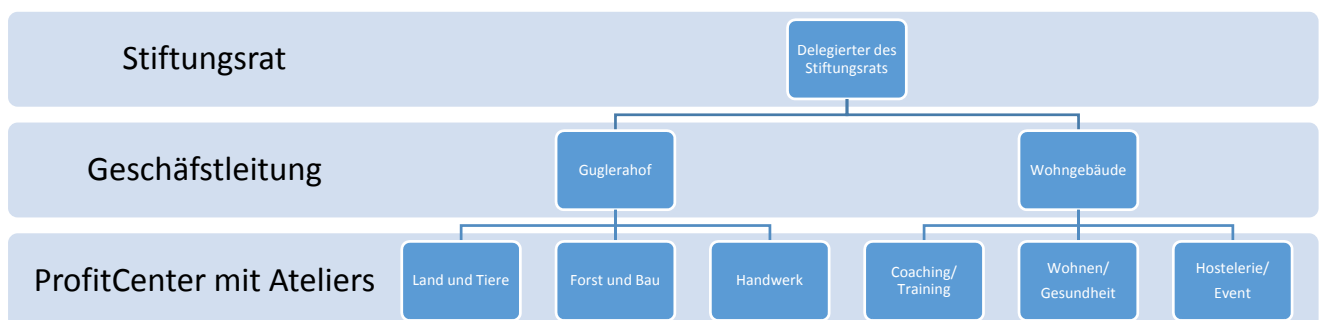 Stiftungsrat
Delegierter des
Stiftungsrats
Geschäfstleitung
Guglerahof
Wohngebäude
ProfitCenter mit Ateliers
Land und Tiere
Forst und Bau
Handwerk
Coaching/
Training
Wohnen/
Gesundheit
Hostelerie/
Event